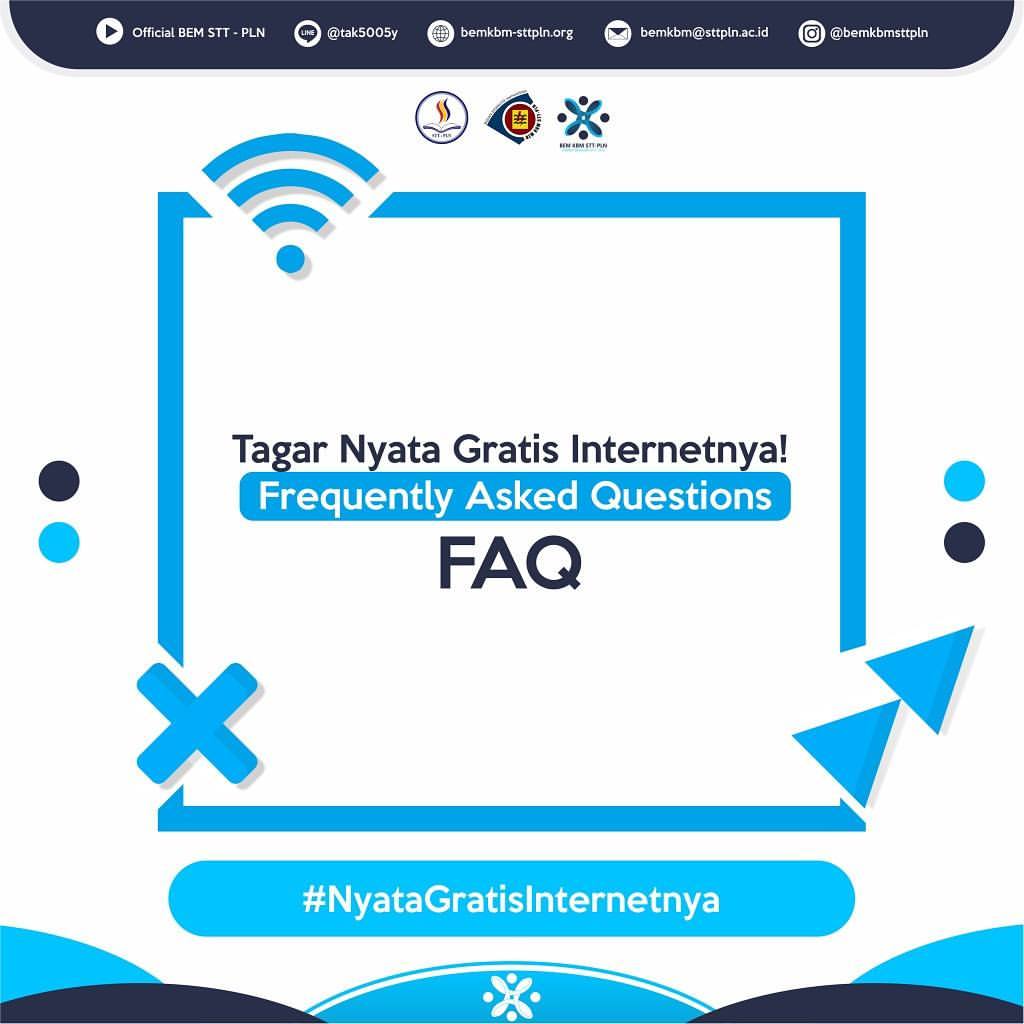 Official BEM STT - PLN
LINE
@tak5005y
bemkbm-sttpln.org
bemkbm@sttpln.ac.id
@bemkbmsttpln
STT - PLN
BEM KBM STT-PLN
Tagar Nyata Gratis Internetnya!
Frequently Asked Questions
FAQ
#NyataGratisInternetnya